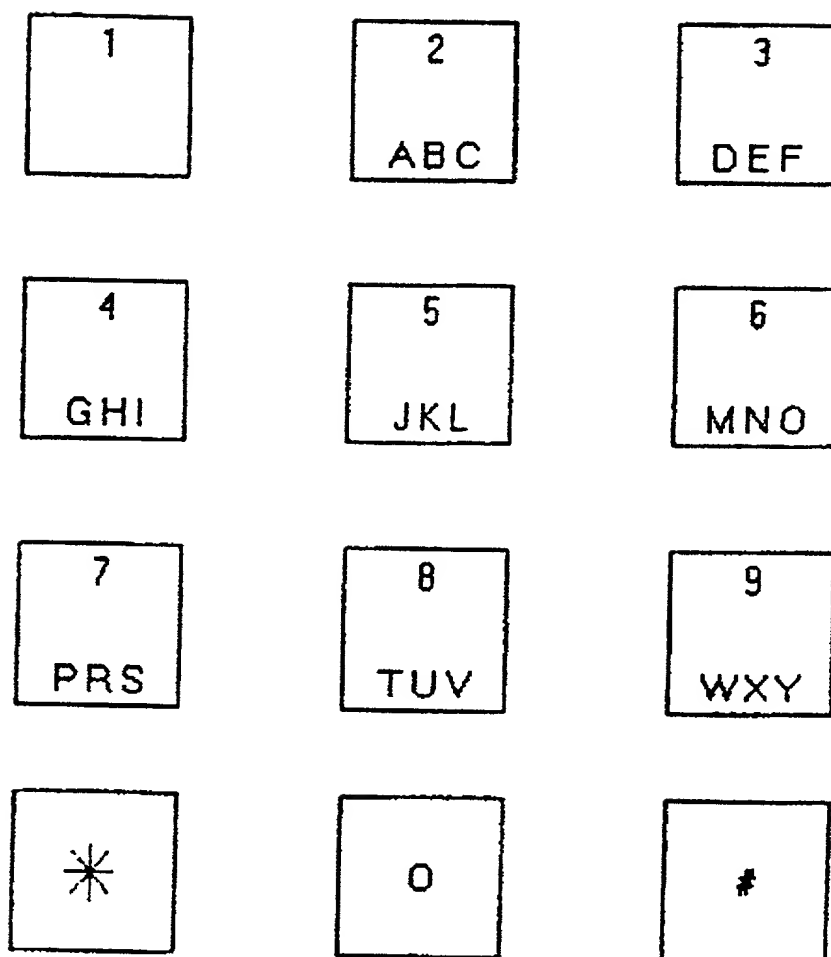 1 2 3
ABC DEF
4 5 6
GHI JKL MNO
7 8 9
PRS TUV WXY
* 0 #